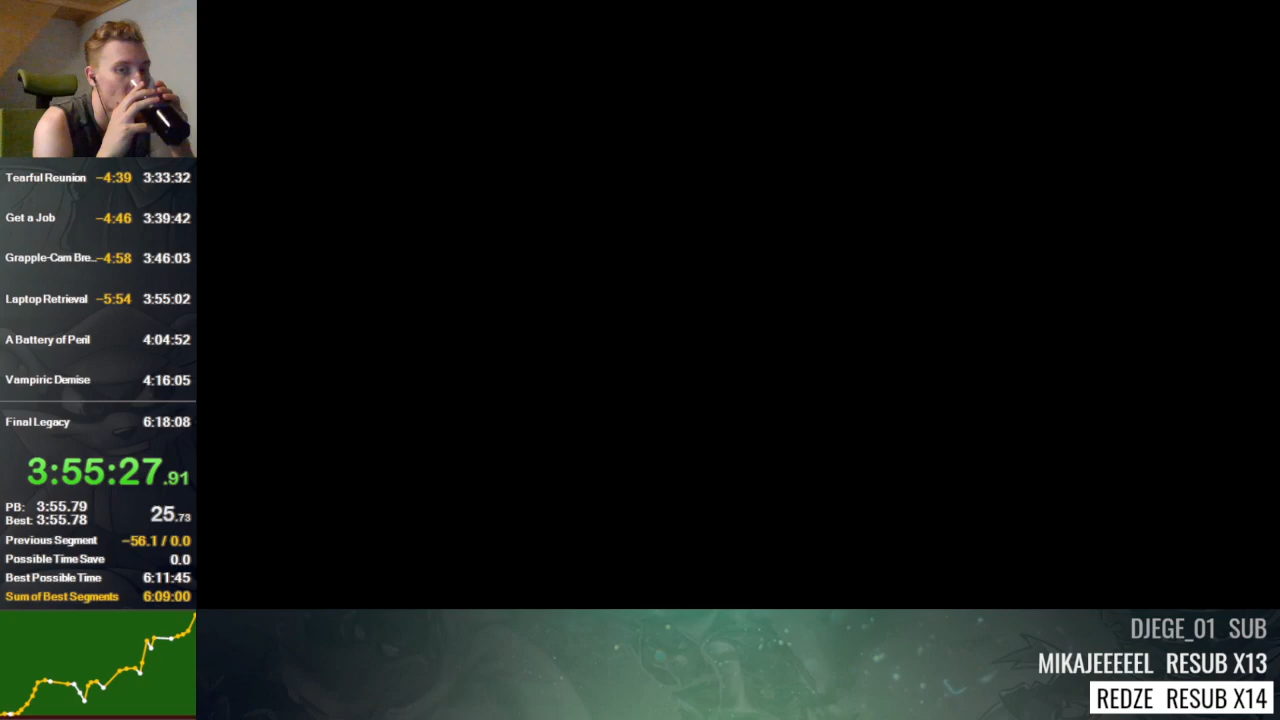 Tearful Reunion -4:39 3:33:32
Get a Job -4:46 3:39:42
Grapple-Cam Bre... -4:58 3:46:03
Laptop Retrieval -5:54 3:55:02
A Battery of Peril 4:04:52
Vampiric Demise 4:16:05
Final Legacy 6:18:08
3:55:27.91
PB: 3:55.79 25.73
Best: 3:55.78
Previous Segment -56.1 / 0.0
Possible Time Save 0.0
Best Possible Time 6:11:45
Sum of Best Segments 6:09:00
DJEGE_01 SUB
MIKAJEEEEEL RESUB X13
REDZE RESUB X14